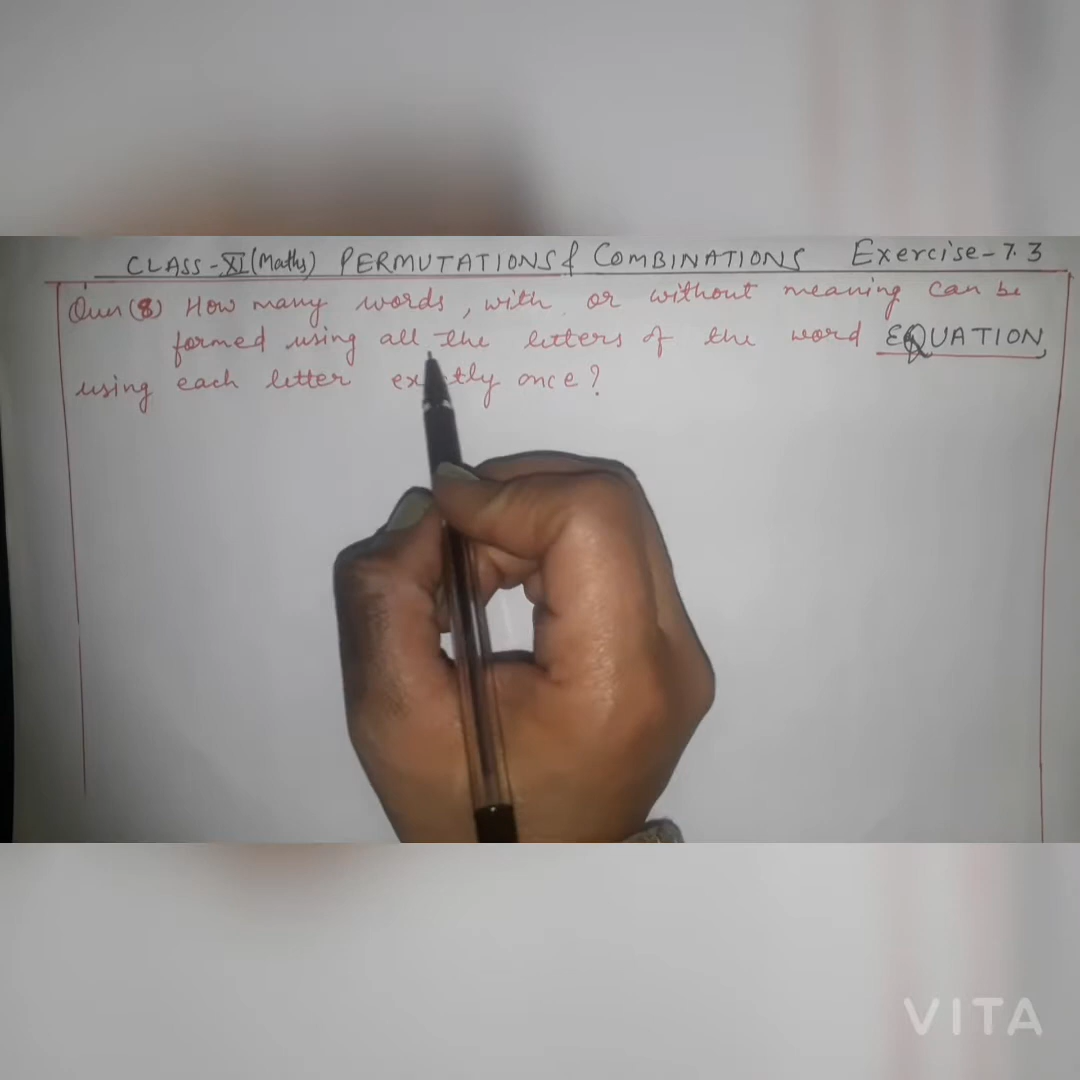 CLASS-XI(Maths) PERMUTATIONS & COMBINATIONS Exercise-7.3
Ques(8) How many words, with or without meaning can be
formed using all the letters of the word EQUATION,
using each letter exactly once?
VITA